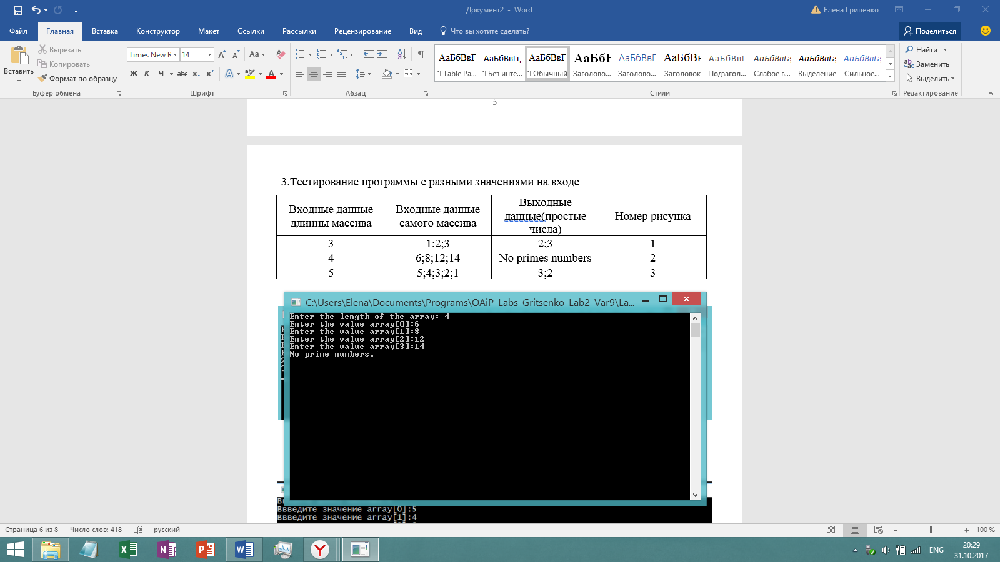 Документ2 - Word
Елена Гриценко
Файл
Главная
Вставка
Конструктор
Макет
Ссылки
Рассылки
Рецензирование
Вид
Что вы хотите сделать?
Поделиться
Вставить
Вырезать
Копировать
Формат по образцу
Буфер обмена
Times New F
14
Шрифт
Абзац
АаБбВвГ
¶ Table Pa...
АаБбВвГг,
¶ Без инте...
АаБбВвГ
¶ Обычный
АаБбІ
Заголово...
АаБбВвГ
Заголово...
АаБбВв
Заголовок
АаБбВвГ
Подзагол...
АаБбВвГг
Слабое в...
АаБбВвГг
Выделение
АаБбВвГг
Сильное...
Стили
Найти
Заменить
Выделить
Редактирование
5
3.Тестирование программы с разными значениями на входе
Входные данные длинны массива
Входные данные самого массива
Выходные данные(простые числа)
Номер рисунка
3
1;2;3
2;3
1
4
6;8;12;14
No primes numbers
2
5
5;4;3;2;1
3;2
3
C:\Users\Elena\Documents\Programs\OAiP_Labs_Gritsenko_Lab2_Var9\La...
Enter the length of the array: 4
Enter the value array[0]:6
Enter the value array[1]:8
Enter the value array[2]:12
Enter the value array[3]:14
No prime numbers.
Ввведите значение array[0]:5
Ввведите значение array[1]:4
Страница 6 из 8
Число слов: 418
русский
100 %
ENG
20:29
31.10.2017